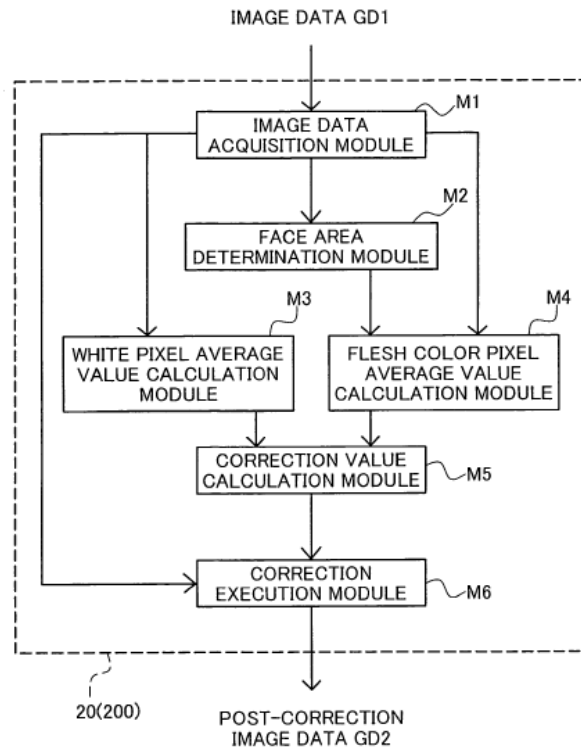 IMAGE DATA GD1
M1
IMAGE DATA
ACQUISITION MODULE
M2
FACE AREA
DETERMINATION MODULE
M3
M4
WHITE PIXEL AVERAGE
VALUE CALCULATION
MODULE
FLESH COLOR PIXEL
AVERAGE VALUE
CALCULATION MODULE
CORRECTION VALUE
CALCULATION MODULE
M5
CORRECTION
EXECUTION MODULE
M6
20(200)
POST-CORRECTION
IMAGE DATA GD2